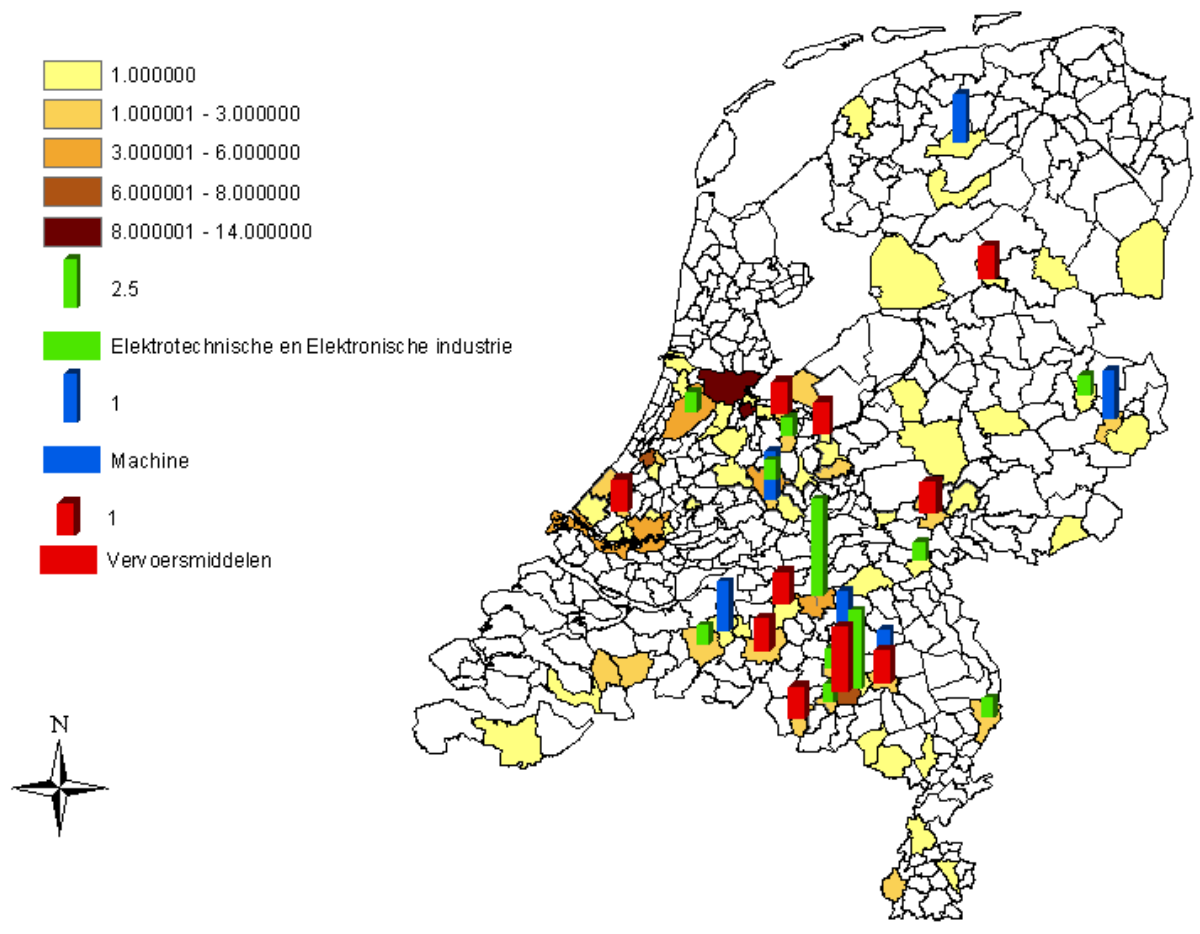 1.000000
1.000001 - 3.000000
3.000001 - 6.000000
6.000001 - 8.000000
8.000001 - 14.000000
2.5
Elektrotechnische en Elektronische industrie
1
Machine
1
Vervoersmiddelen
N